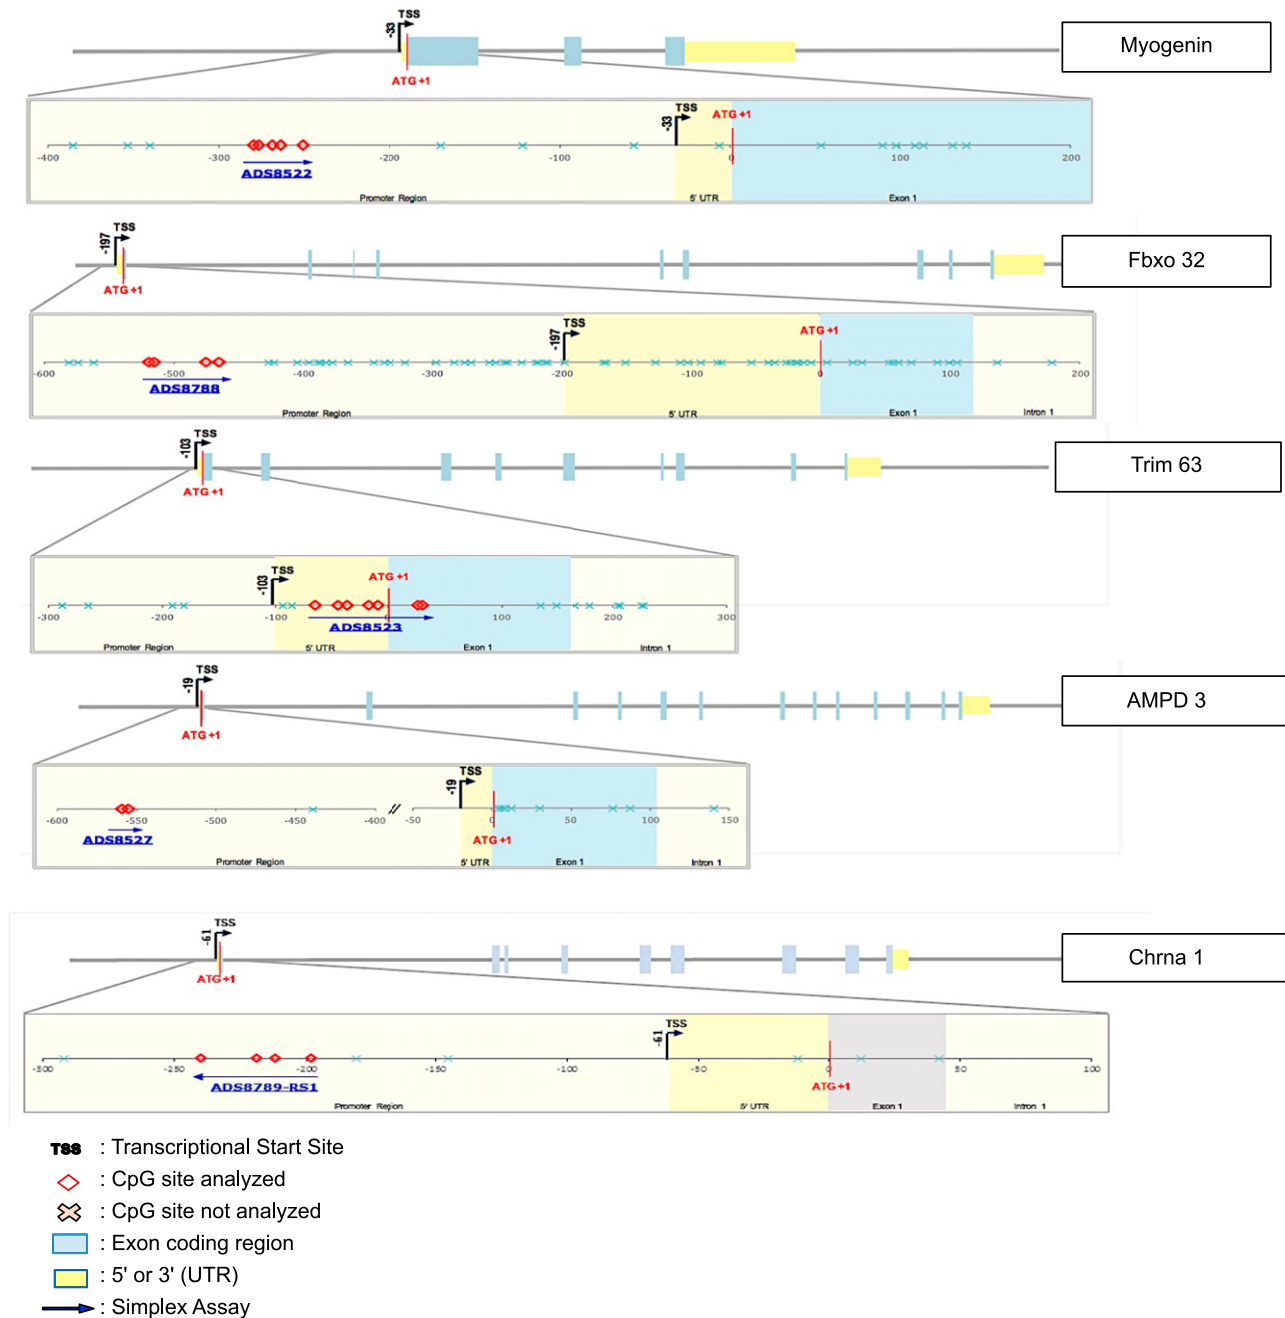 TSS
-33
Myogenin
ATG +1
TSS
-33
ATG +1
-400 -300 -200 -100 0 100 200
ADS8522
Promoter Region 5' UTR Exon 1
TSS
-197
Fbxo 32
ATG +1
TSS
-197
ATG +1
-600 -500 -400 -300 -200 -100 0 100 200
ADS8788
Promoter Region 5' UTR Exon 1 Intron 1
TSS
-103
Trim 63
ATG +1
TSS
-103
ATG +1
-300 -200 -100 0 100 200 300
ADS8523
Promoter Region 5' UTR Exon 1 Intron 1
TSS
-19
AMPD 3
ATG +1
TSS
-19
-600 -550 -500 -450 -400 // -50 0 50 100 150
ADS8527
ATG +1
Promoter Region 5' UTR Exon 1 Intron 1
TSS
-61
Chrna 1
ATG +1
TSS
-61
-300 -250 -200 -150 -100 -50 0 50 100
ADS8789-RS1
ATG +1
Promoter Region 5' UTR Exon 1 Intron 1
TSS : Transcriptional Start Site
: CpG site analyzed
: CpG site not analyzed
: Exon coding region
: 5' or 3' (UTR)
: Simplex Assay